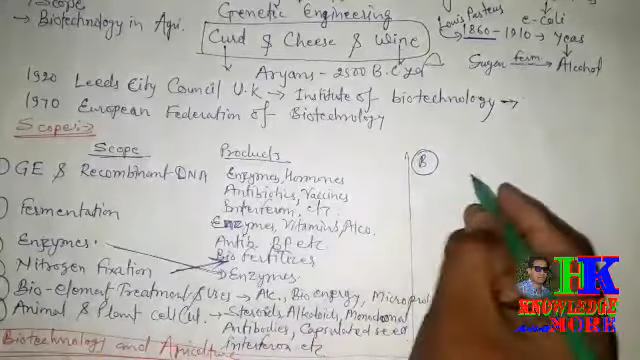 Scope
→ Biotechnology in Agri.
Genetic Engineering
Curd & Cheese & Wine
Louis Pasteur
1860-1910 → Yeas
e-Coli
Sugar ferm Alcohol
Aryans - 2500 B.C
1920 Leeds City Council U.K → Institute of biotechnology →
1970 European Federation of Biotechnology
Scope:→
Scope
Products
GE & Recombinant DNA
Enzymes, Hormones
Antibiotics, Vaccines
Interferon, etc
Fermentation
Enzymes, Vitamins, Alco.
Antib. BP etc
Enzymes.
Biofertilizers
Nitrogen fixation
Enzymes
Bio-element Treatment & Uses → Alc., Bio energy, Microprot
Animal & Plant Cell Cul. → Steroids, Alkaloids, Monoclonal
Antibodies, Capsulated seed
Interferon etc
Biotechnology and Agriculture
B
HK
KNOWLEDGE
and MORE